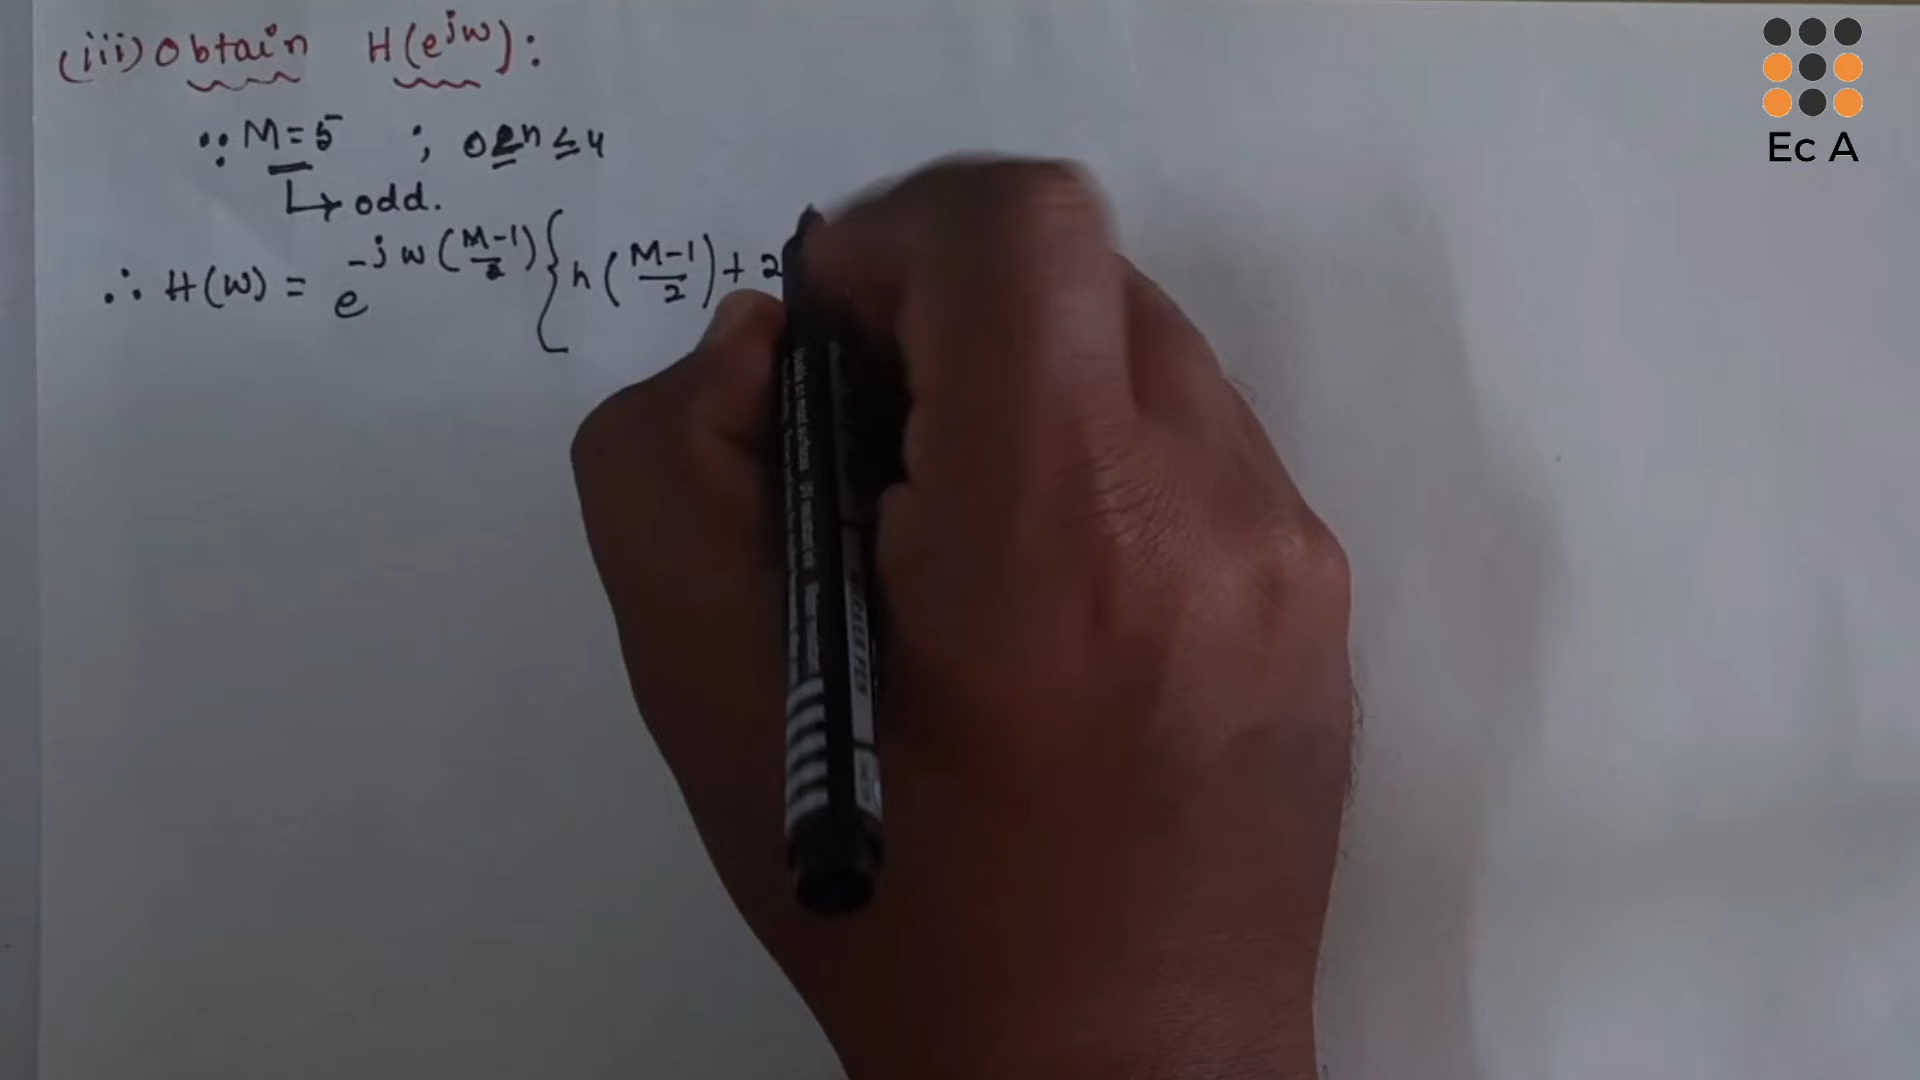 (iii) Obtain H(e^jw):
∵ M=5 ; 0≤n≤4
↳ odd.
∴ H(w) = e^-jw(M-1/2) { h(M-1/2) + 2
Ec A